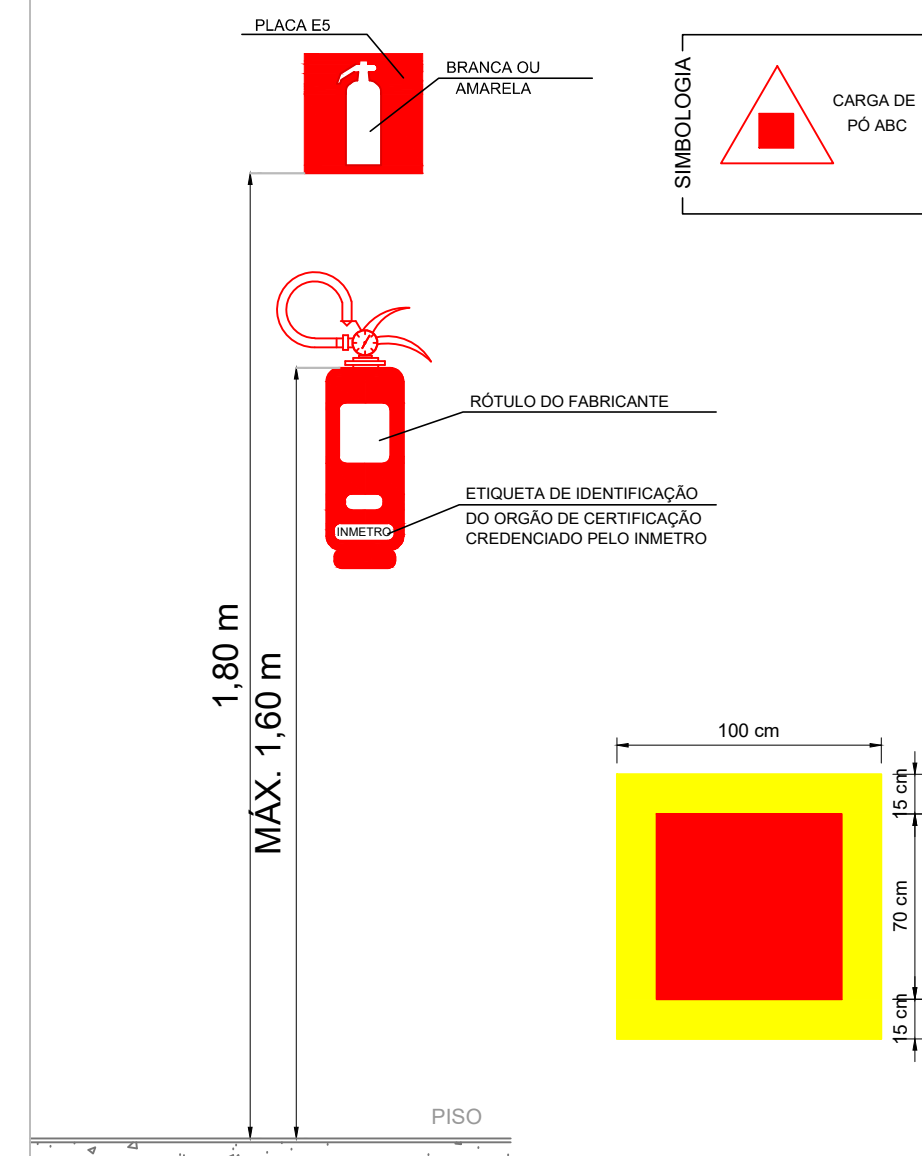 PLACA E5
BRANCA OU
AMARELA
SIMBOLOGIA
CARGA DE
PÓ ABC
RÓTULO DO FABRICANTE
ETIQUETA DE IDENTIFICAÇÃO
DO ORGÃO DE CERTIFICAÇÃO
CREDENCIADO PELO INMETRO
INMETRO
1,80 m
MÁX. 1,60 m
100 cm
15 cm
70 cm
15 cm
PISO